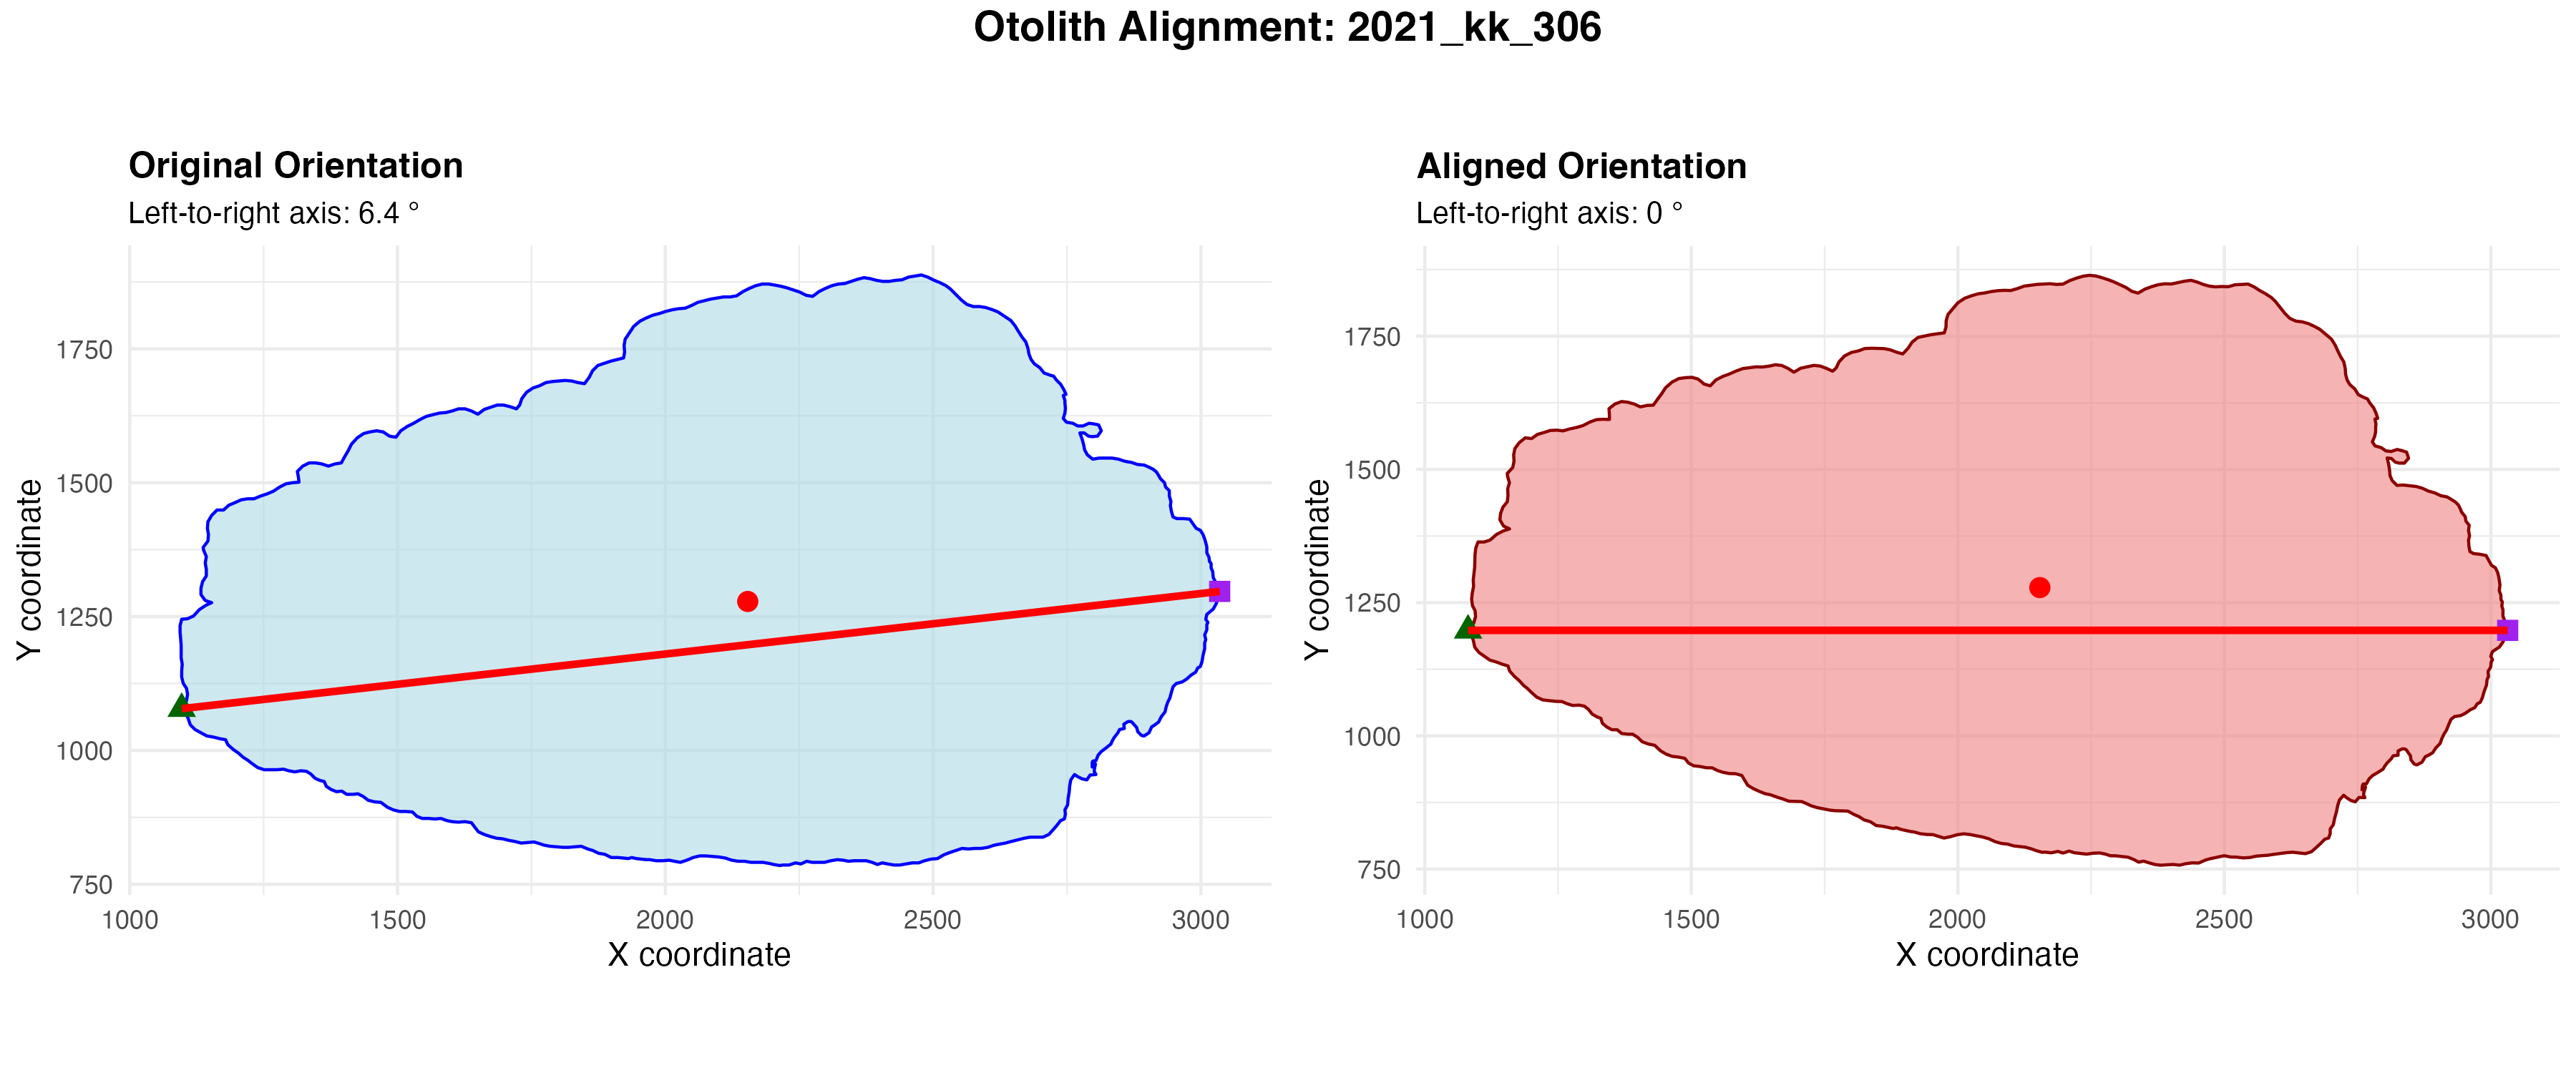 Otolith Alignment: 2021_kk_306
Original Orientation
Left-to-right axis: 6.4 °
Y coordinate
1750
1500
1250
1000
750
1000 1500 2000 2500 3000
X coordinate
Aligned Orientation
Left-to-right axis: 0 °
Y coordinate
1750
1500
1250
1000
750
1000 1500 2000 2500 3000
X coordinate